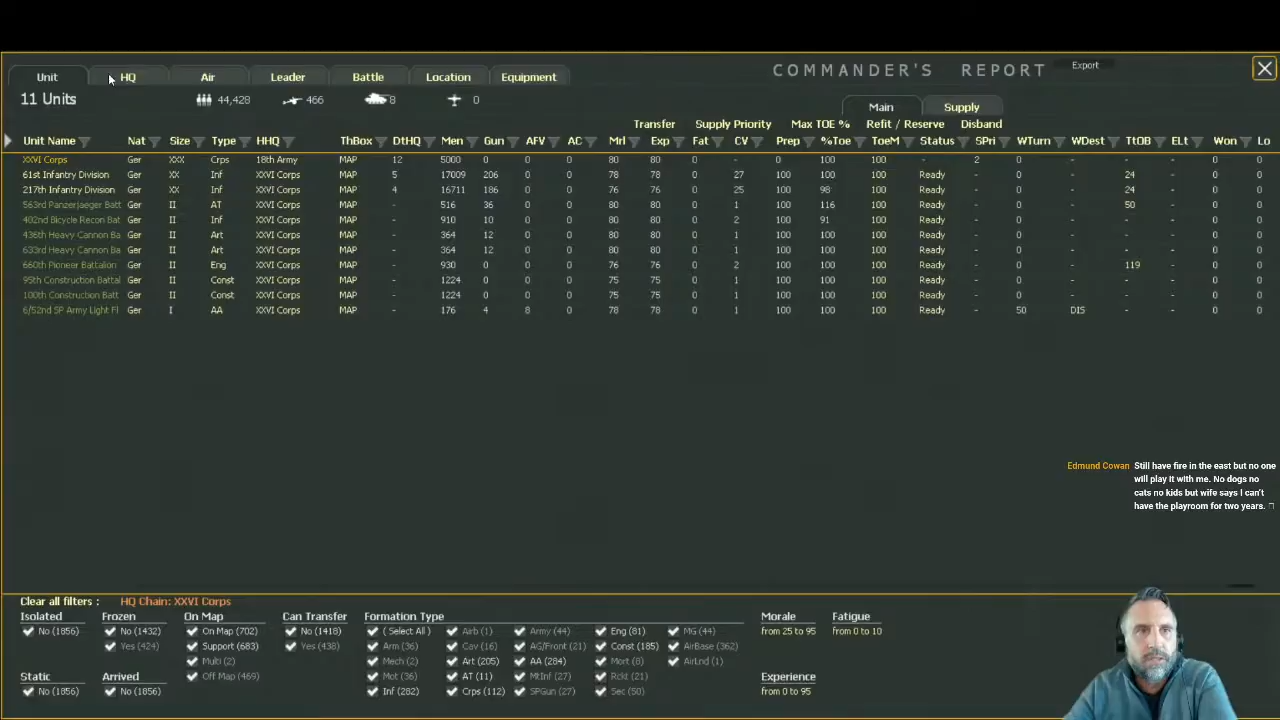 Unit HQ Air Leader Battle Location Equipment COMMANDER'S REPORT Export
11 Units 44,428 466 8 0
Main Supply
Transfer Supply Priority Max TOE % Refit / Reserve Disband
Unit Name Nat Size Type HHQ ThBox DtHQ Men Gun AFV AC Mrl Exp Fat CV Prep %Toe ToeM Status SPri WTurn WDest TtOB ELt Won Lo
XXVI Corps Ger XXX Crps 18th Army MAP 12 5000 0 0 0 80 80 0 - 0 100 100 Ready 2 0 - - - 0 0
61st Infantry Division Ger XX Inf XXVI Corps MAP 5 17009 206 0 0 78 78 0 27 100 100 100 Ready - 0 - 24 - 0 0
217th Infantry Division Ger XX Inf XXVI Corps MAP 4 16711 186 0 0 76 76 0 25 100 98 100 Ready - 0 - 24 - 0 0
563rd Panzerjaeger Batt Ger II AT XXVI Corps MAP - 516 36 0 0 80 80 0 1 100 116 100 Ready - 0 - 50 - 0 0
402nd Bicycle Recon Bat Ger II Inf XXVI Corps MAP - 910 10 0 0 80 80 0 2 100 91 100 Ready - 0 - - - 0 0
436th Heavy Cannon Ba Ger II Art XXVI Corps MAP - 364 12 0 0 80 80 0 1 100 100 100 Ready - 0 - - - 0 0
633rd Heavy Cannon Ba Ger II Art XXVI Corps MAP - 364 12 0 0 80 80 0 1 100 100 100 Ready - 0 - - - 0 0
660th Pioneer Battalion Ger II Eng XXVI Corps MAP - 930 0 0 0 76 76 0 2 100 100 100 Ready - 0 - 119 - 0 0
95th Construction Battal Ger II Const XXVI Corps MAP - 1224 0 0 0 75 75 0 1 100 100 100 Ready - 0 - - - 0 0
100th Construction Batt Ger II Const XXVI Corps MAP - 1224 0 0 0 75 75 0 1 100 100 100 Ready - 0 - - - 0 0
6/52nd SP Army Light Fl Ger I AA XXVI Corps MAP - 176 4 8 0 78 78 0 1 100 100 100 Ready - 50 DIS - - 0 0
Edmund Cowan Still have fire in the east but no one
will play it with me. No dogs no
cats no kids but wife says I can't
have the playroom for two years.
Clear all filters : HQ Chain: XXVI Corps
Isolated Frozen On Map Can Transfer Formation Type Morale Fatigue
No (1856) No (1432) On Map (702) No (1418) ( Select All ) Airb (1) Army (44) Eng (81) MG (44) from 25 to 95 from 0 to 10
Yes (424) Support (683) Yes (438) Arm (36) Cav (16) AG/Front (21) Const (185) AirBase (362)
Multi (2) Mech (2) Art (205) AA (284) Mort (8) AirLnd (1)
Static Arrived Off Map (469) Mot (36) AT (11) MtInf (27) Rckt (21) Experience
No (1856) No (1856) Inf (282) Crps (112) SPGun (27) Sec (50) from 0 to 95